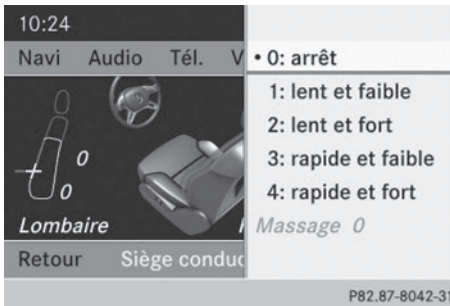 10:24
Navi Audio Tél. V
• 0: arrêt
1: lent et faible
2: lent et fort
3: rapide et faible
4: rapide et fort
0
0
Lombaire
Massage 0
Retour Siège conduc
P82.87-8042-31